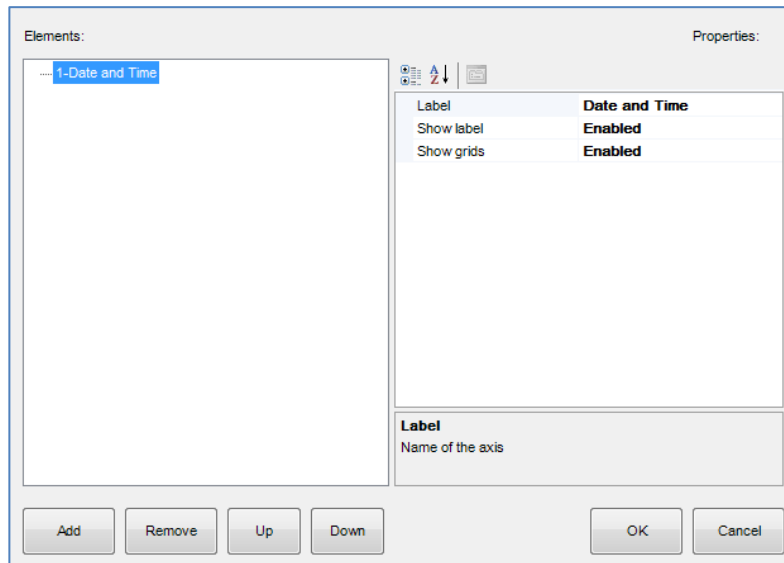 Elements:
Properties:
1-Date and Time
A
Z
Label Date and Time
Show label Enabled
Show grids Enabled
Label
Name of the axis
Add Remove Up Down OK Cancel